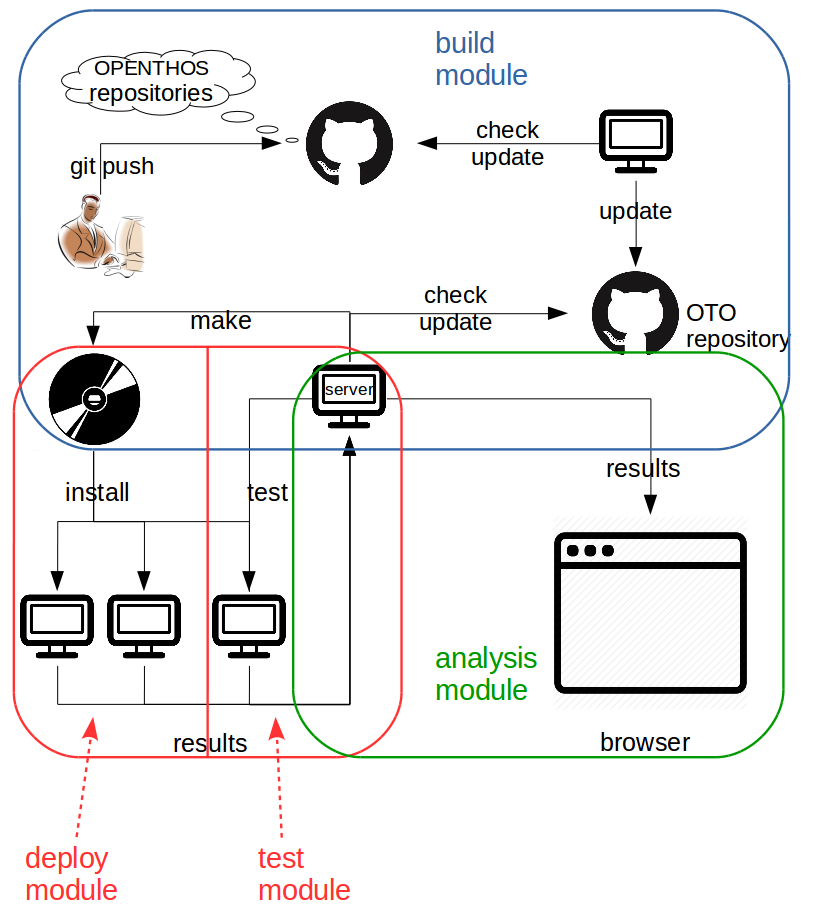 build
module
OPENTHOS
repositories
check
update
git push
update
check
update
OTO
repository
make
server
results
install
test
analysis
module
results
browser
deploy
module
test
module